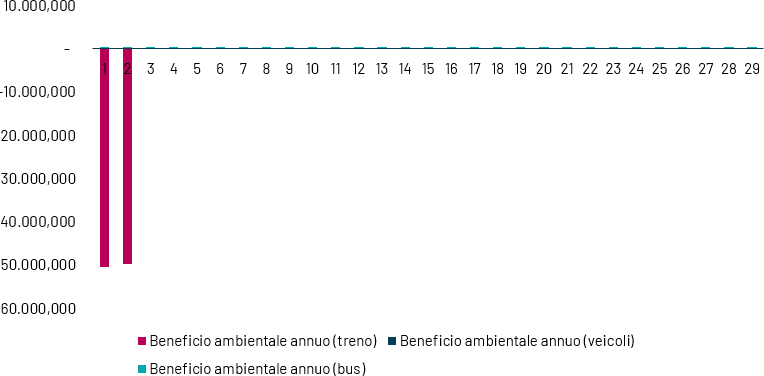 10.000,000
-
1 2 3 4 5 6 7 8 9 10 11 12 13 14 15 16 17 18 19 20 21 22 23 24 25 26 27 28 29
-10.000,000
20.000,000
30.000,000
40.000,000
50.000,000
60.000,000
Beneficio ambientale annuo (treno) Beneficio ambientale annuo (veicoli)
Beneficio ambientale annuo (bus)